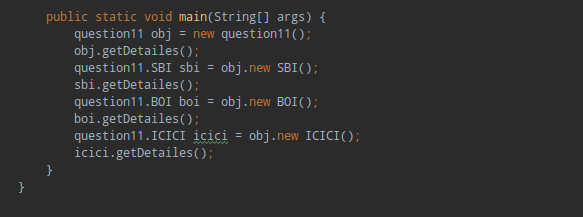 public static void main(String[] args) {
question11 obj = new question11();
obj.getDetailes();
question11.SBI sbi = obj.new SBI();
sbi.getDetailes();
question11.BOI boi = obj.new BOI();
boi.getDetailes();
question11.ICICI icici = obj.new ICICI();
icici.getDetailes();
}
}